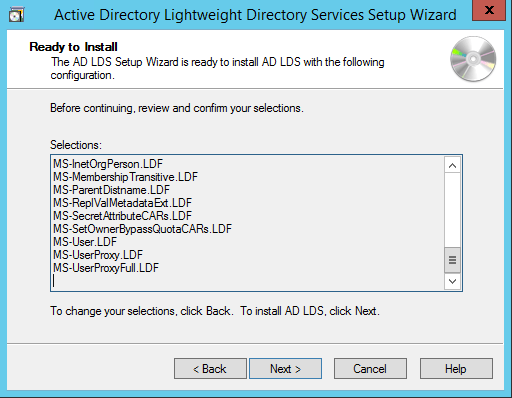 Active Directory Lightweight Directory Services Setup Wizard
Ready to Install
The AD LDS Setup Wizard is ready to install AD LDS with the following
configuration.
Before continuing, review and confirm your selections.
Selections:
MS-InetOrgPerson.LDF
MS-MembershipTransitive.LDF
MS-ParentDistname.LDF
MS-ReplValMetadataExt.LDF
MS-SecretAttributeCARs.LDF
MS-SetOwnerBypassQuotaCARs.LDF
MS-User.LDF
MS-UserProxy.LDF
MS-UserProxyFull.LDF
To change your selections, click Back. To install AD LDS, click Next.
< Back
Next >
Cancel
Help